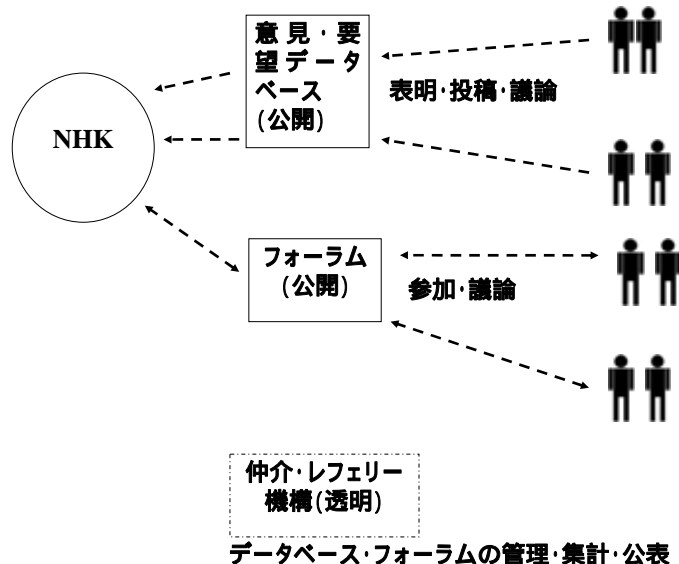 意見・要
望データ
ベース
(公開)
表明・投稿・議論
NHK
フォーラム
(公開)
参加・議論
仲介・レフェリー
機構(透明)
データベース・フォーラムの管理・集計・公表